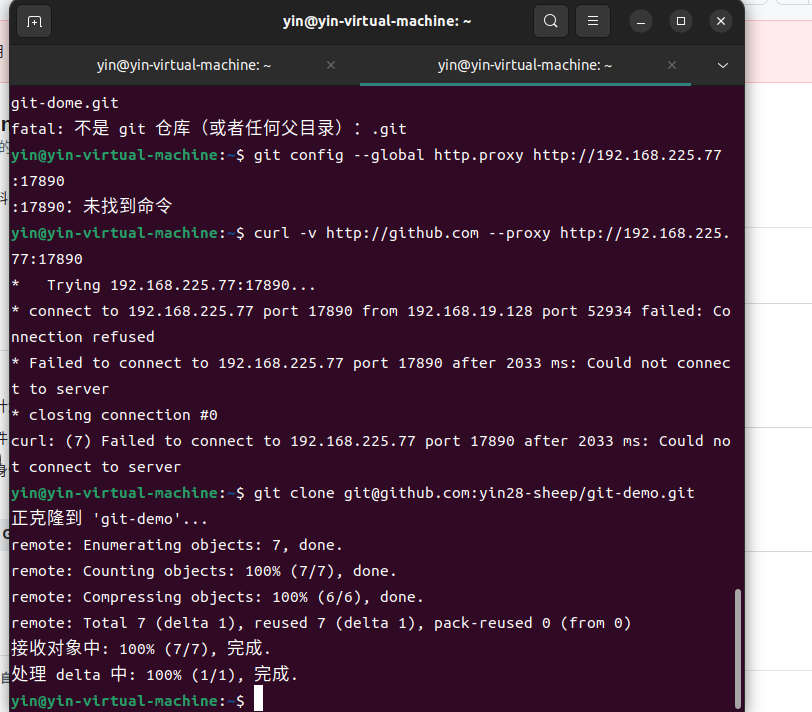 yin@yin-virtual-machine: ~
yin@yin-virtual-machine: ~
yin@yin-virtual-machine: ~
git-dome.git
fatal: 不是 git 仓库（或者任何父目录）：.git
yin@yin-virtual-machine:~$ git config --global http.proxy http://192.168.225.77
:17890
:17890：未找到命令
yin@yin-virtual-machine:~$ curl -v http://github.com --proxy http://192.168.225.
77:17890
*   Trying 192.168.225.77:17890...
* connect to 192.168.225.77 port 17890 from 192.168.19.128 port 52934 failed: Co
nnection refused
* Failed to connect to 192.168.225.77 port 17890 after 2033 ms: Could not connec
t to server
* closing connection #0
curl: (7) Failed to connect to 192.168.225.77 port 17890 after 2033 ms: Could no
t connect to server
yin@yin-virtual-machine:~$ git clone git@github.com:yin28-sheep/git-demo.git
正克隆到 'git-demo'...
remote: Enumerating objects: 7, done.
remote: Counting objects: 100% (7/7), done.
remote: Compressing objects: 100% (6/6), done.
remote: Total 7 (delta 1), reused 7 (delta 1), pack-reused 0 (from 0)
接收对象中: 100% (7/7), 完成.
处理 delta 中: 100% (1/1), 完成.
yin@yin-virtual-machine:~$